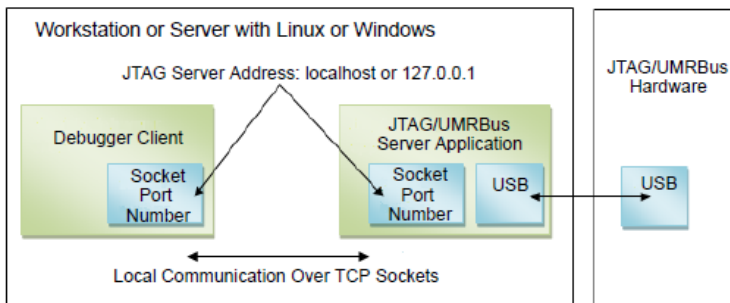 Workstation or Server with Linux or Windows
JTAG Server Address: localhost or 127.0.0.1
Debugger Client
Socket
Port
Number
JTAG/UMRBus
Server Application
Socket
Port
Number
USB
Local Communication Over TCP Sockets
JTAG/UMRBus
Hardware
USB